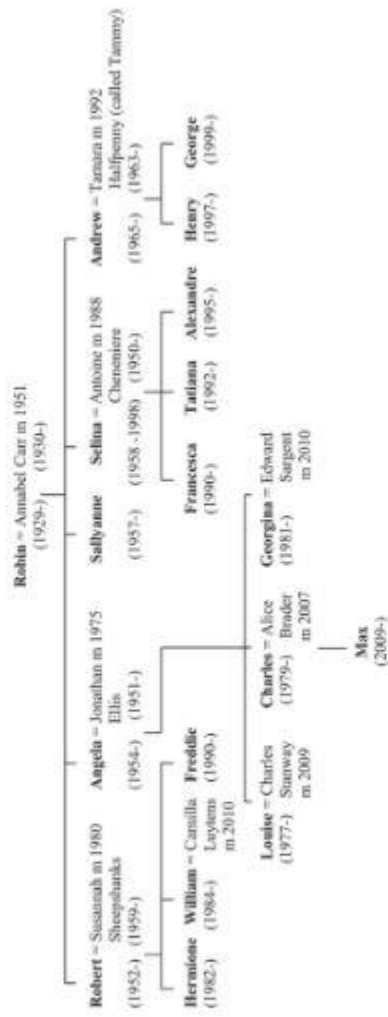 Robin = Annabel Carr m 1951
(1929-) (1930-)
Robert = Susannah m 1980
Sheepshanks
(1952-) (1959-)
Angela = Jonathan m 1975
Ellis
(1954-) (1951-)
Sallyanne
(1957-)
Selina = Antoine m 1988
Cheneniere
(1958 -1998) (1950-)
Andrew = Tamara m 1992
Halfpenny (called Tammy)
(1965-) (1963-)
Hermione
(1982-)
William = Camilla
(1984-) Luytens
m 2010
Freddie
(1990-)
Francesca
(1990-)
Tatiana
(1992-)
Alexandre
(1995-)
Henry
(1997-)
George
(1999-)
Louise = Charles
(1977-) Stanway
m 2009
Charles = Alice
(1979-) Brader
m 2007
Georgina = Edward
(1981-) Sargent
m 2010
Max
(2009-)